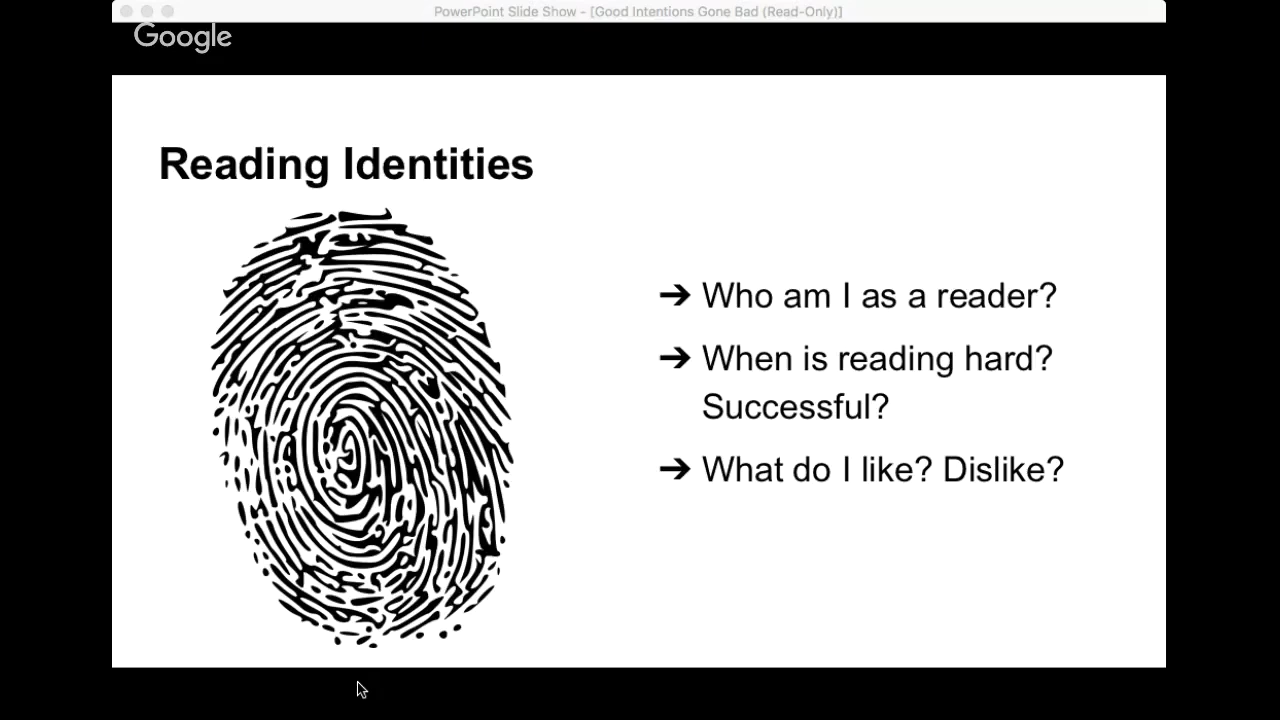 PowerPoint Slide Show - [Good Intentions Gone Bad (Read-Only)]
Google
Reading Identities
➔ Who am I as a reader?
➔ When is reading hard?
Successful?
➔ What do I like? Dislike?